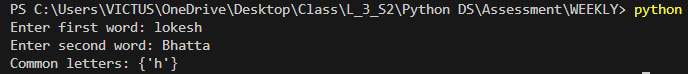 PS C:\Users\VICTUS\OneDrive\Desktop\Class\L_3_S2\Python DS\Assessment\WEEKLY> python
Enter first word: lokesh
Enter second word: Bhatta
Common letters: {'h'}